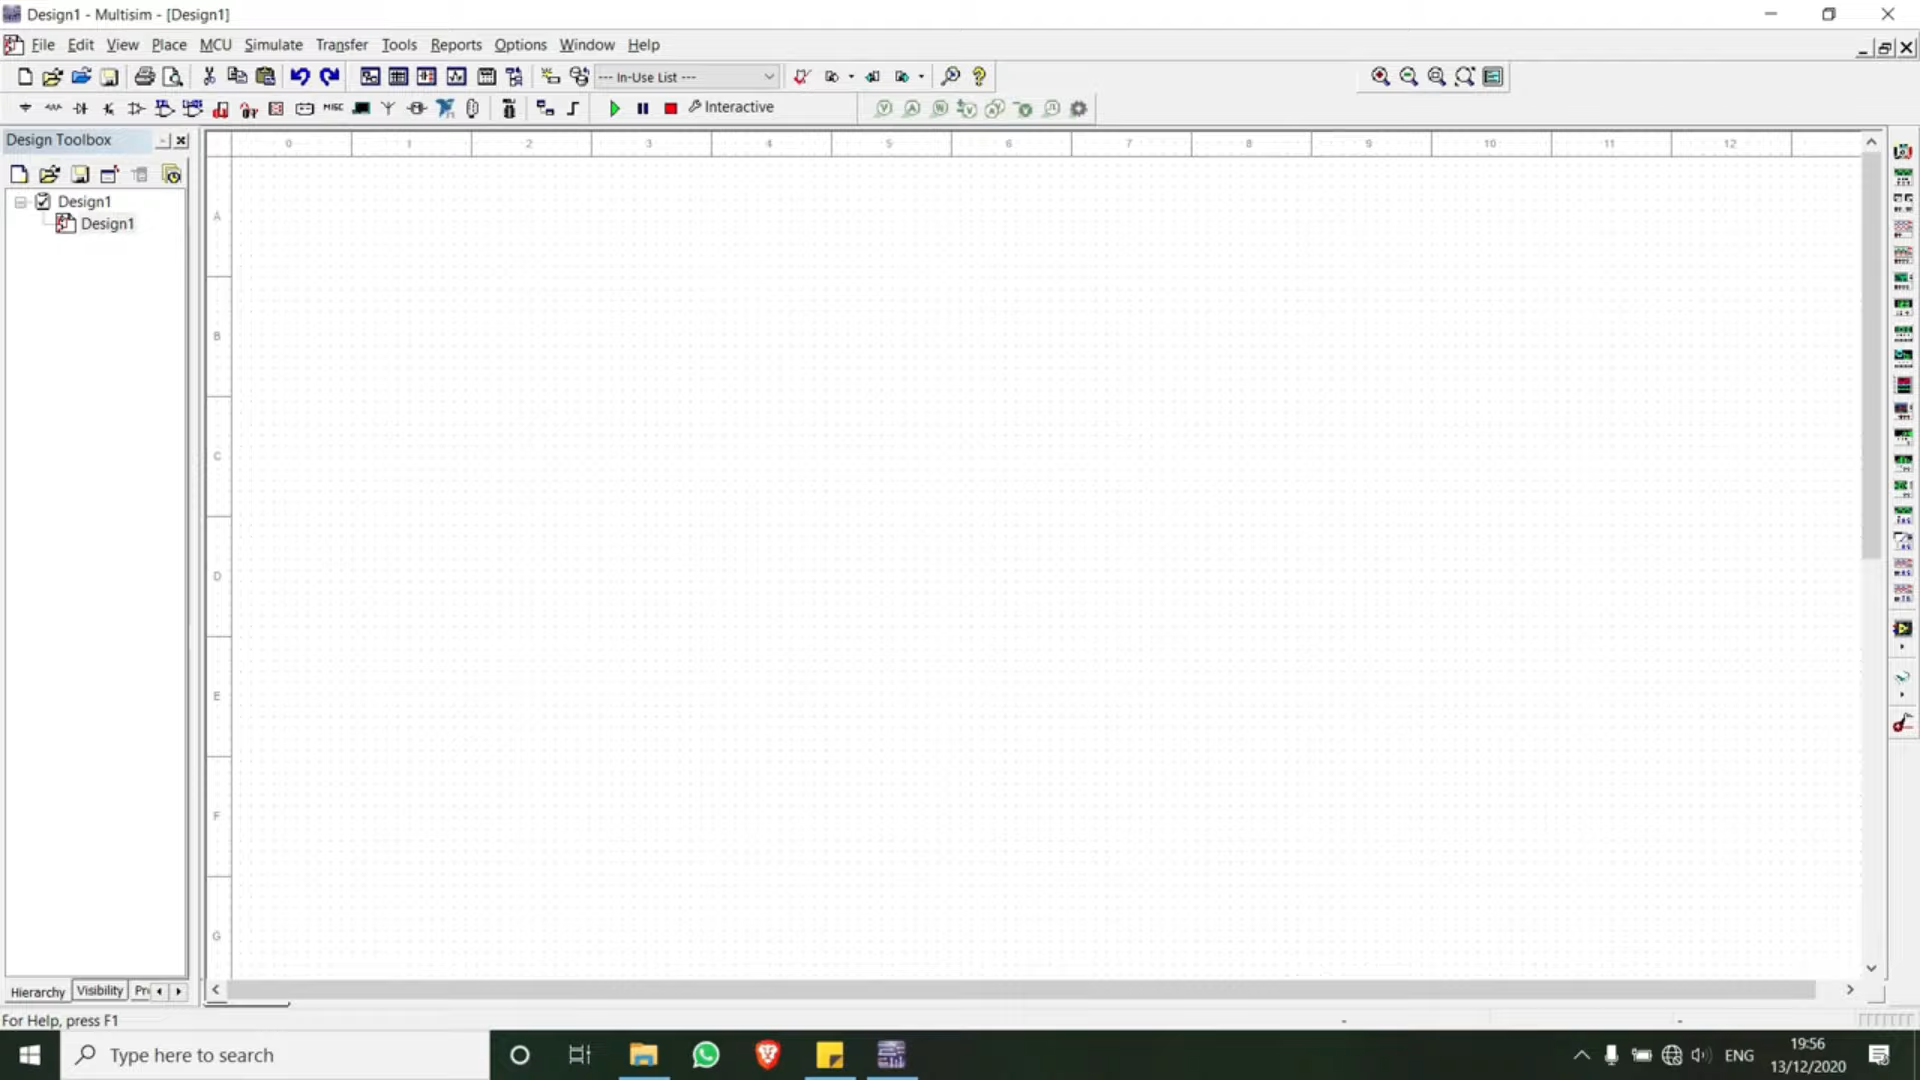 Design1 - Multisim - [Design1]
File Edit View Place MCU Simulate Transfer Tools Reports Options Window Help
--- In-Use List ---
MISC
Interactive
Design Toolbox
0 1 2 3 4 5 6 7 8 9 10 11 12
Design1
Design1
A
B
C
D
E
F
G
Hierarchy Visibility
For Help, press F1
Type here to search
ENG
19:56
13/12/2020